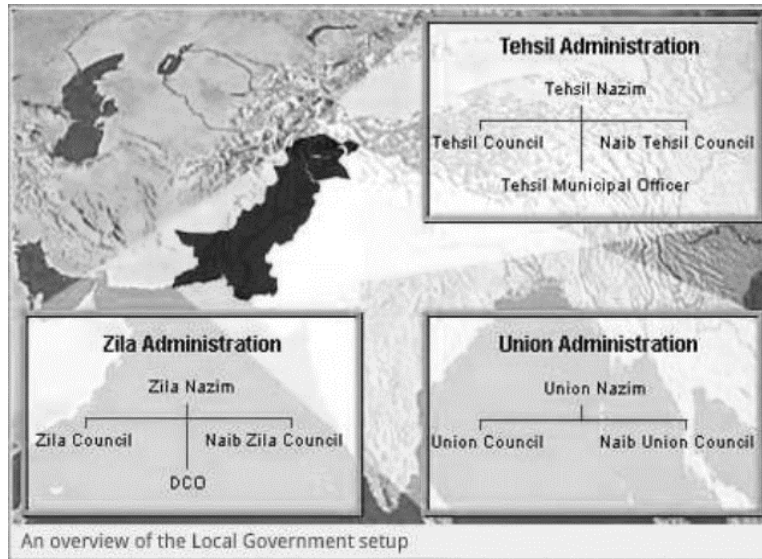 Tehsil Administration
Tehsil Nazim
Tehsil Council Naib Tehsil Council
Tehsil Municipal Officer
Zila Administration
Zila Nazim
Zila Council Naib Zila Council
DCO
Union Administration
Union Nazim
Union Council Naib Union Council
An overview of the Local Government setup